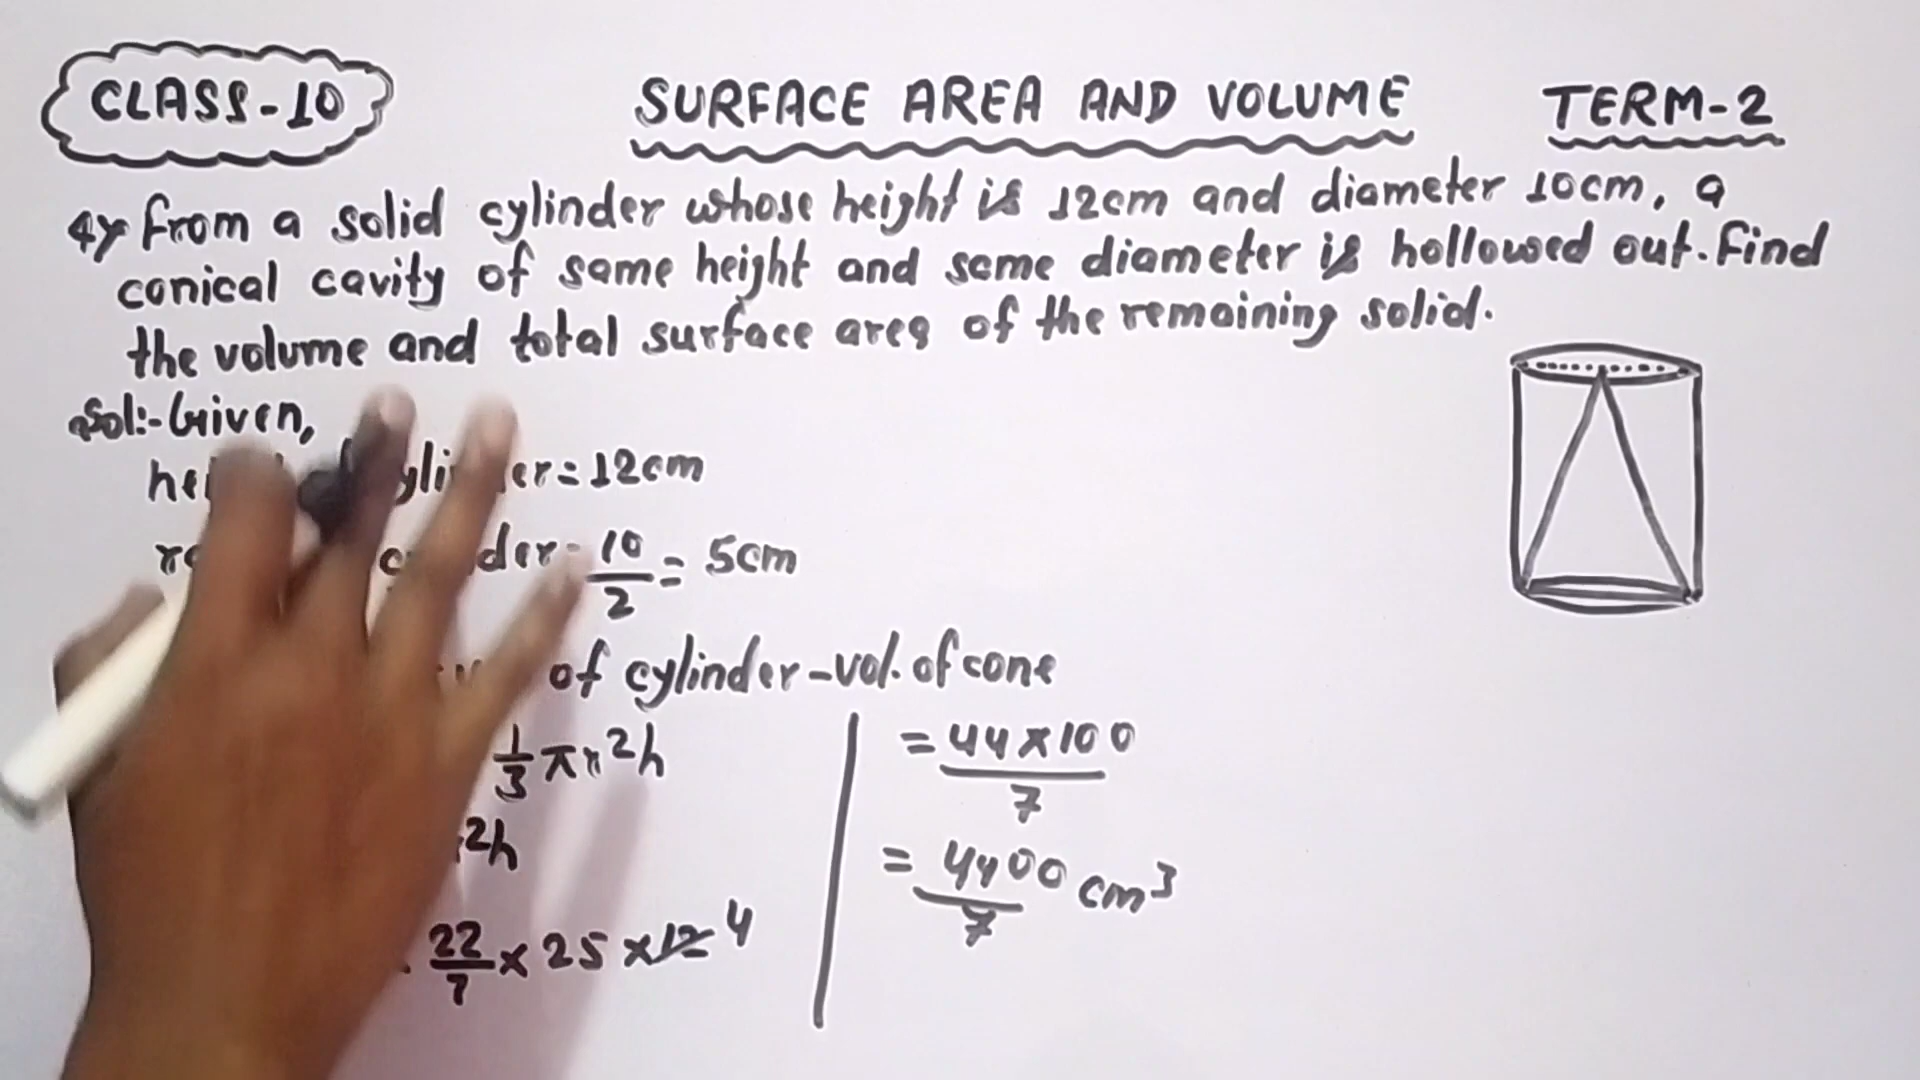 CLASS-10
SURFACE AREA AND VOLUME
TERM-2
4) From a solid cylinder whose height is 12cm and diameter 10cm, a
conical cavity of same height and same diameter is hollowed out. Find
the volume and total surface area of the remaining solid.
Sol:- Given,
er = 12cm
der = 10/2 = 5cm
of cylinder - vol. of cone
1/3 πr2h
2h
22/7 × 25 × 12 4
= 44×100/7
= 4400/7 cm3